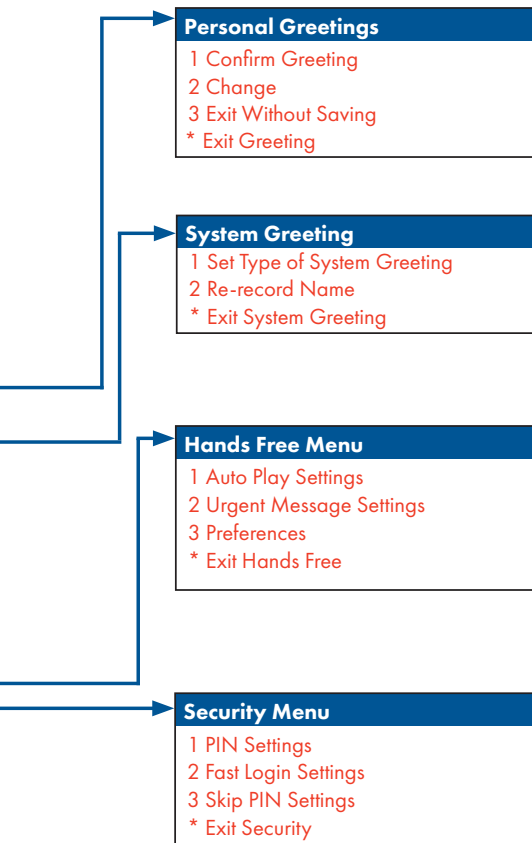 Personal Greetings
1 Confirm Greeting
2 Change
3 Exit Without Saving
* Exit Greeting
System Greeting
1 Set Type of System Greeting
2 Re-record Name
* Exit System Greeting
Hands Free Menu
1 Auto Play Settings
2 Urgent Message Settings
3 Preferences
* Exit Hands Free
Security Menu
1 PIN Settings
2 Fast Login Settings
3 Skip PIN Settings
* Exit Security